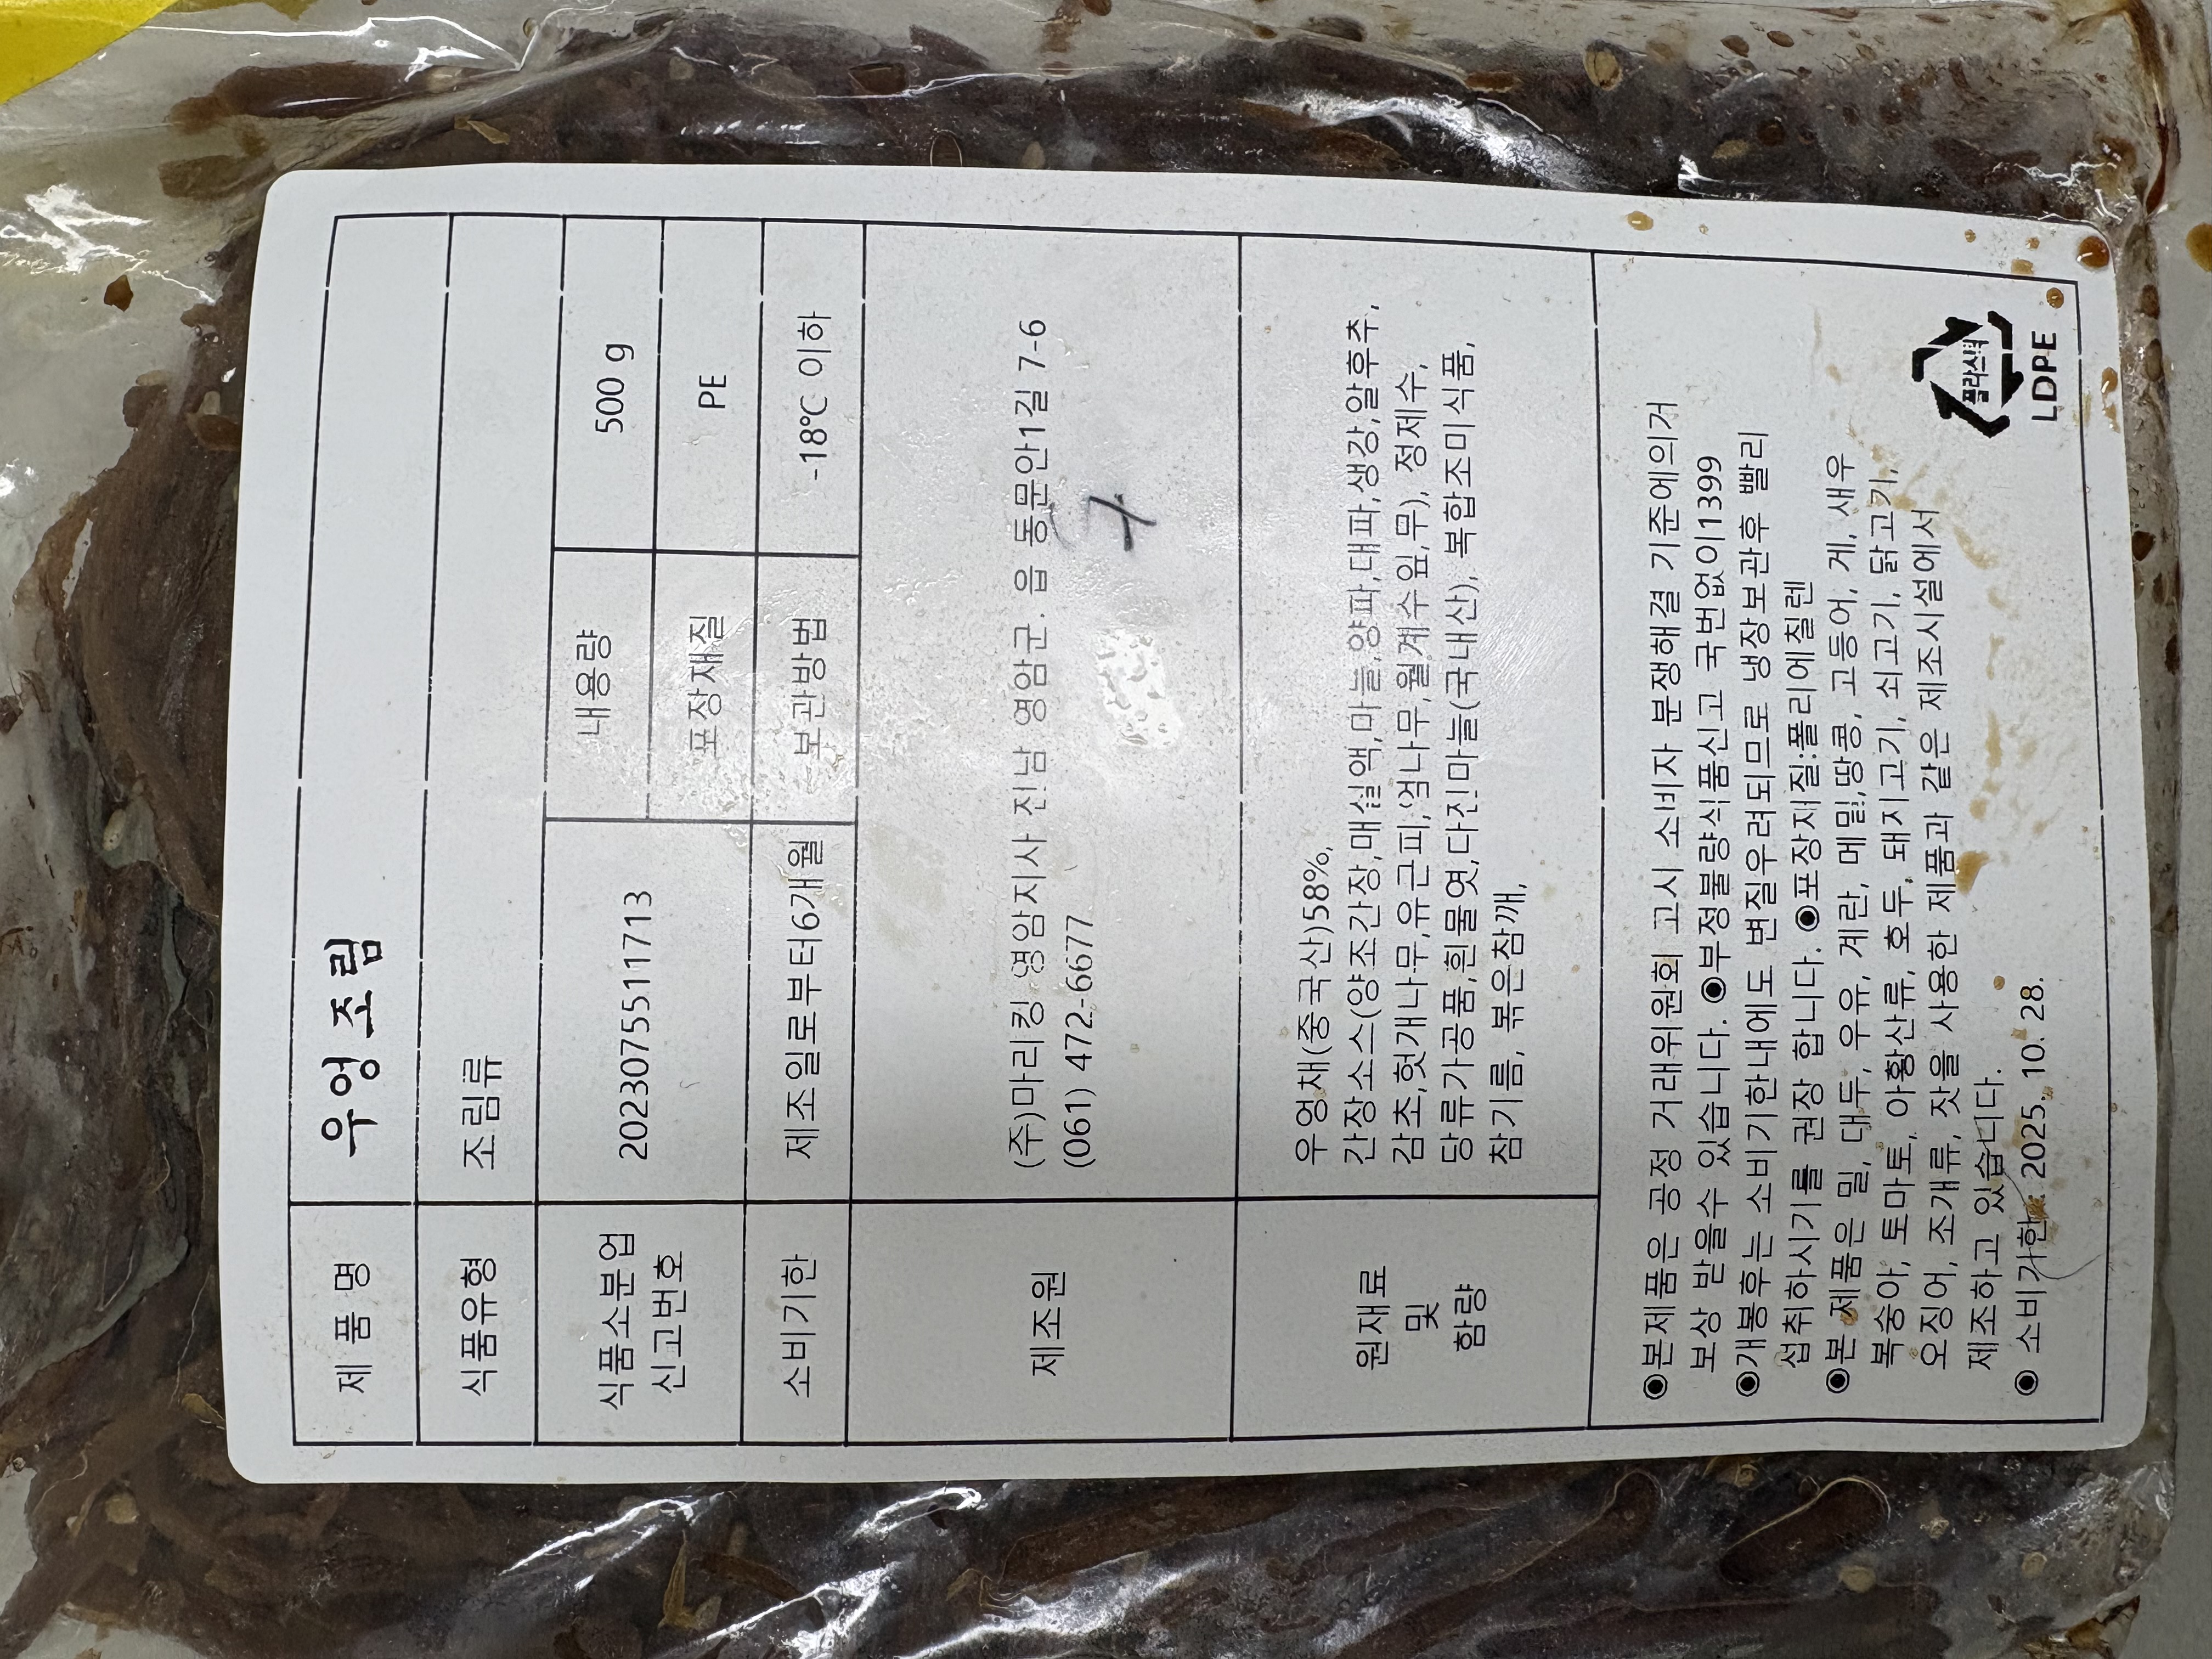 제 품 명
우엉조림
식품유형
조림류
식품소분업
신고번호
20230755117​13
내용량
500 g
포장재질
PE
소비기한
제조일로부터6개월
보관방법
-18℃ 이하
제조원
(주)마리킹 영암지사 전남 영암군. 읍 동문안1길 7-6
(061) 472-6677
원재료
및
함량
우엉채(중국산)58%,
간장소스(양조간장,매실액,마늘,양파,대파,생강,알후추,
감초,헛개나무,유근피,엄나무,월계수잎,무), 정제수,
당류가공품,흰물엿,다진마늘(국내산), 복합조미식품,
참기름, 볶은참깨,
◉본제품은 공정 거래위원회 고시 소비자 분쟁해결 기준에의거
보상 받을수 있습니다. ◉부정불량식품신고 국번없이1399
◉개봉후는 소비기한내에도 변질우려되므로 냉장보관후 빨리
섭취하시기를 권장 합니다. ◉포장재질:폴리에칠렌
◉본 제품은 밀, 대두, 우유, 계란, 메밀,땅콩, 고등어, 게, 새우
복숭아, 토마토, 아황산류, 호두, 돼지고기, 쇠고기, 닭고기,
오징어, 조개류, 잣을 사용한 제품과 같은 제조시설에서
제조하고 있습니다.
◉ 소비기한 : 2025. 10. 28.
플라스틱
LDPE